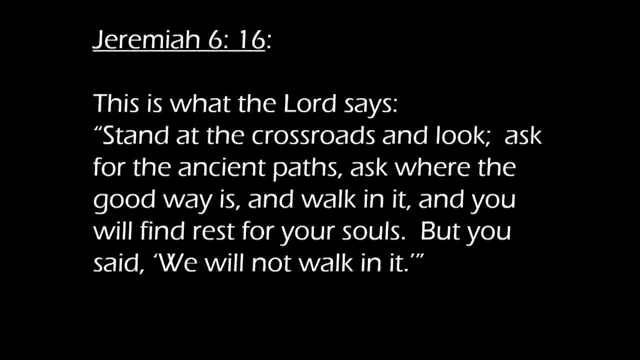 Jeremiah 6: 16:
This is what the Lord says:
“Stand at the crossroads and look;  ask
for the ancient paths, ask where the
good way is, and walk in it, and you
will find rest for your souls.  But you
said, ‘We will not walk in it.’”